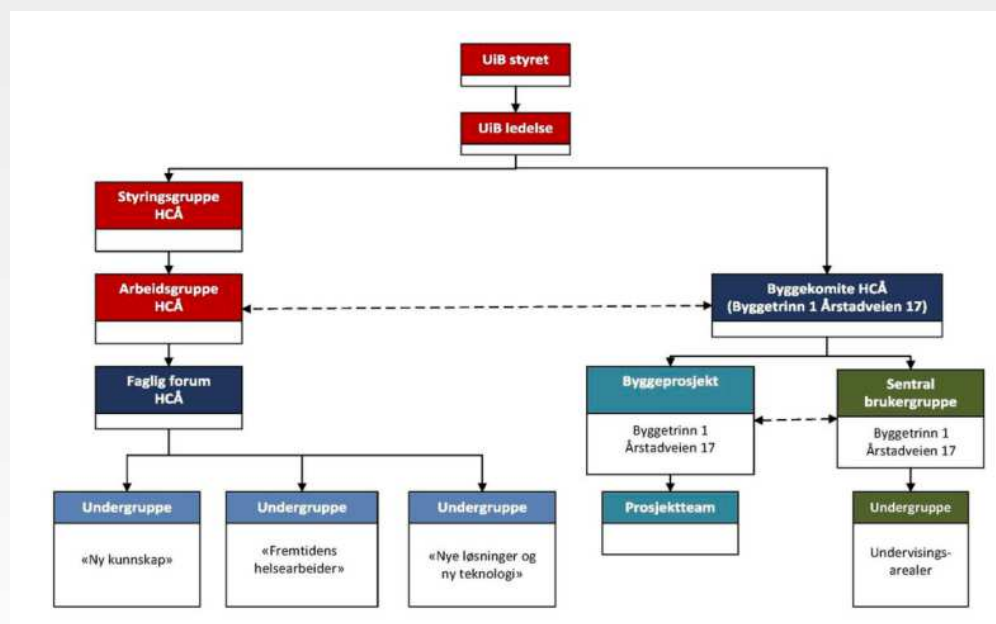 UiB styret
UiB ledelse
Styringsgruppe
HCÅ
Arbeidsgruppe
HCÅ
Byggekomite HCÅ
(Byggetrinn 1 Årstadveien 17)
Faglig forum
HCÅ
Byggeprosjekt
Byggetrinn 1
Årstadveien 17
Sentral
brukergruppe
Byggetrinn 1
Årstadveien 17
Undergruppe
«Ny kunnskap»
Undergruppe
«Fremtidens
helsearbeider»
Undergruppe
«Nye løsninger og
ny teknologi»
Prosjektteam
Undergruppe
Undervisings-
arealer